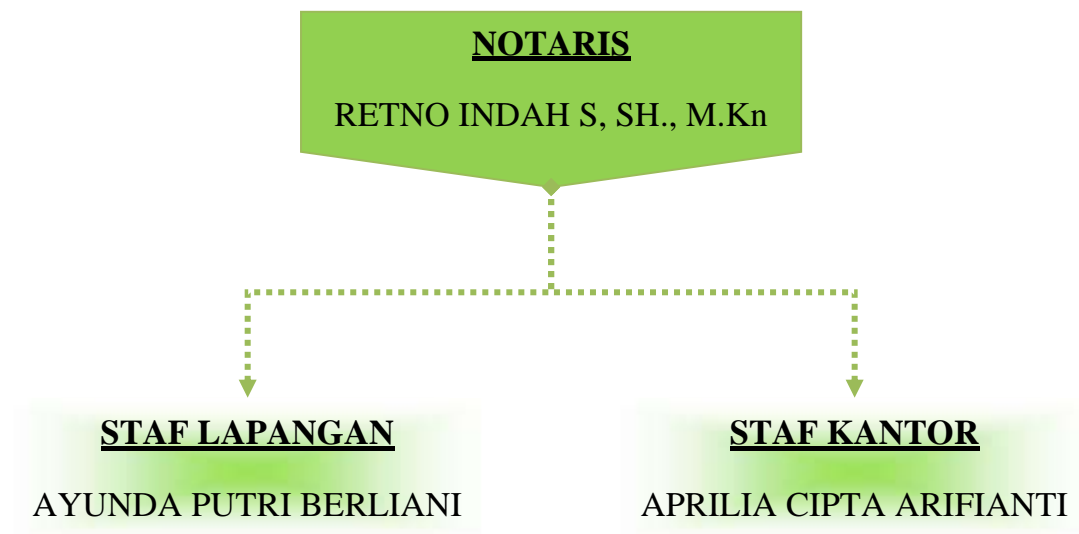 NOTARIS
RETNO INDAH S, SH., M.Kn
STAF LAPANGAN
AYUNDA PUTRI BERLIANI
STAF KANTOR
APRILIA CIPTA ARIFIANTI